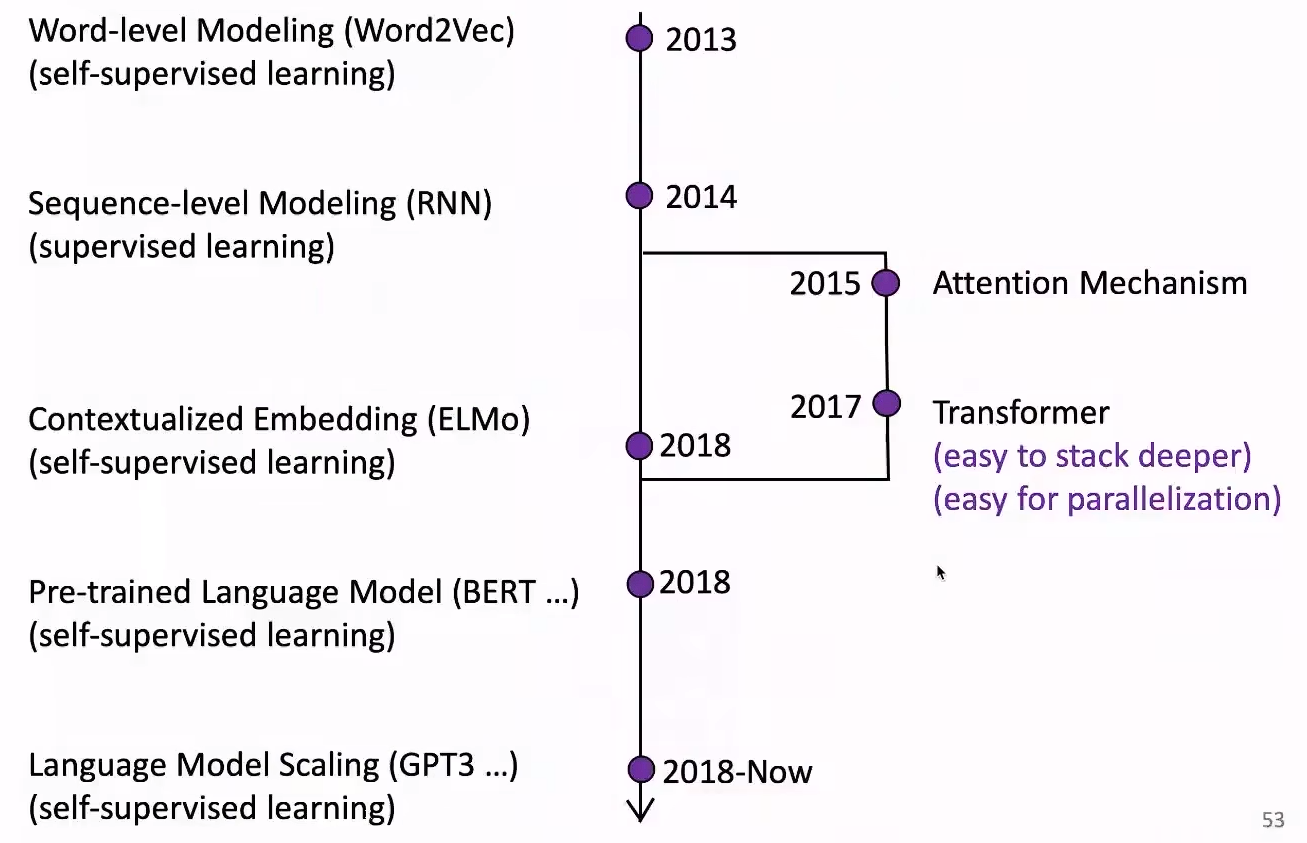 Word-level Modeling (Word2Vec)
(self-supervised learning)
2013
Sequence-level Modeling (RNN)
(supervised learning)
2014
2015
Attention Mechanism
2017
Transformer
(easy to stack deeper)
(easy for parallelization)
Contextualized Embedding (ELMo)
(self-supervised learning)
2018
Pre-trained Language Model (BERT ...)
(self-supervised learning)
2018
Language Model Scaling (GPT3 ...)
(self-supervised learning)
2018-Now
53